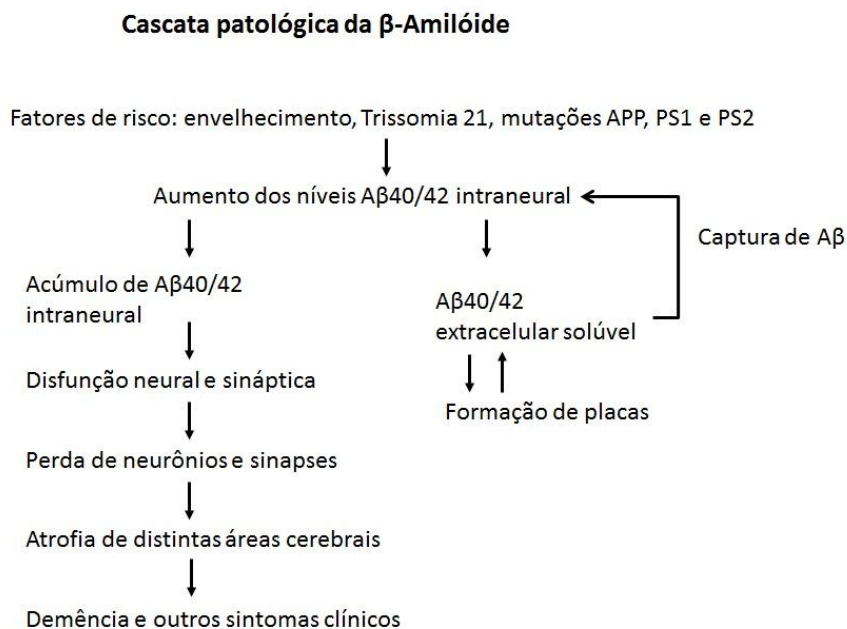 Cascata patológica da β-Amilóide
Fatores de risco: envelhecimento, Trissomia 21, mutações APP, PS1 e PS2
Aumento dos níveis Aβ40/42 intraneural
Captura de Aβ
Acúmulo de Aβ40/42
intraneural
Aβ40/42
extracelular solúvel
Disfunção neural e sináptica
Formação de placas
Perda de neurônios e sinapses
Atrofia de distintas áreas cerebrais
Demência e outros sintomas clínicos